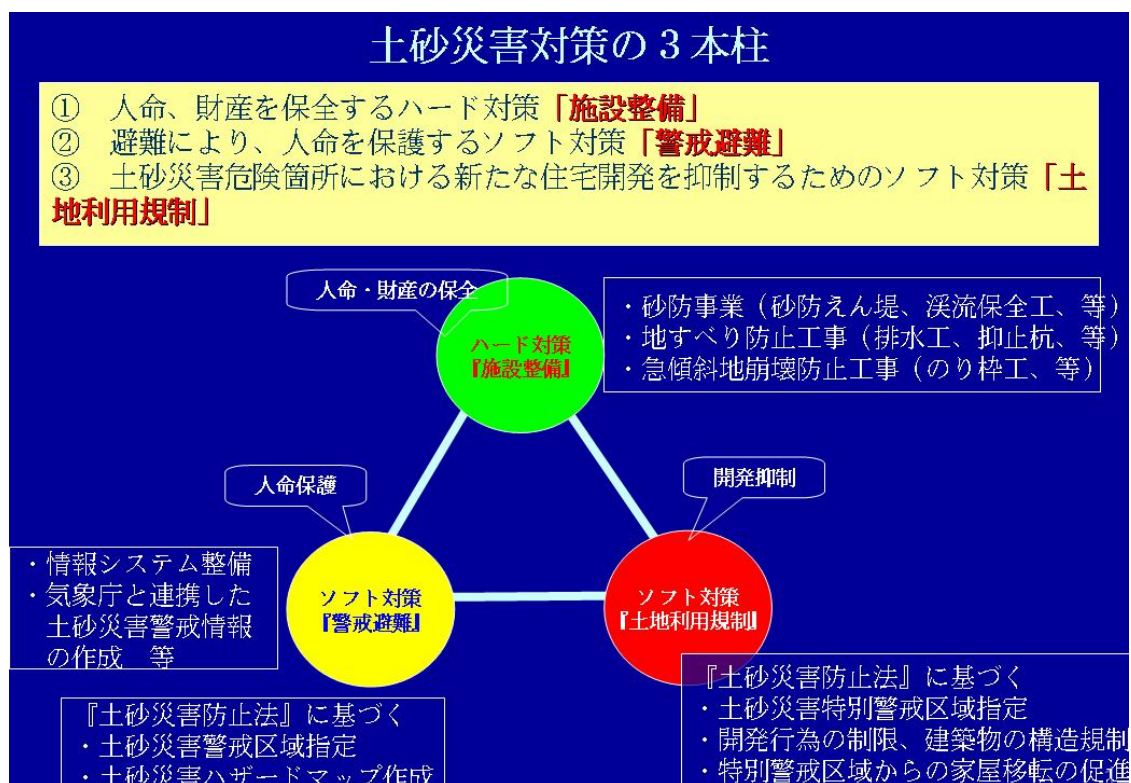 土砂災害対策の3本柱
① 人命、財産を保全するハード対策「施設整備」
② 避難により、人命を保護するソフト対策「警戒避難」
③ 土砂災害危険箇所における新たな住宅開発を抑制するためのソフト対策「土
地利用規制」
人命・財産の保全
ハード対策
『施設整備』
・砂防事業（砂防えん堤、渓流保全工、等）
・地すべり防止工事（排水工、抑止杭、等）
・急傾斜地崩壊防止工事（のり枠工、等）
人命保護
ソフト対策
『警戒避難』
・情報システム整備
・気象庁と連携した
土砂災害警戒情報
の作成 等
『土砂災害防止法』に基づく
・土砂災害警戒区域指定
・土砂災害ハザードマップ作成
開発抑制
ソフト対策
『土地利用規制』
『土砂災害防止法』に基づく
・土砂災害特別警戒区域指定
・開発行為の制限、建築物の構造規制
・特別警戒区域からの家屋移転の促進